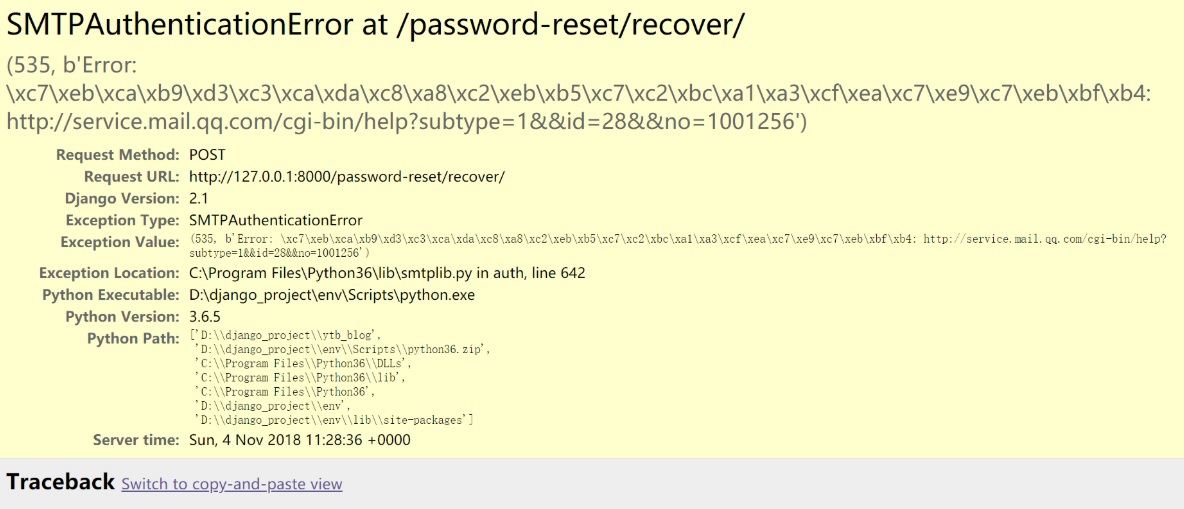 SMTPAuthenticationError at /password-reset/recover/
(535, b'Error:
\xc7\xeb\xca\xb9\xd3\xc3\xca\xda\xc8\xa8\xc2\xeb\xb5\xc7\xc2\xbc\xa1\xa3\xcf\xea\xc7\xe9\xc7\xeb\xbf\xb4:
http://service.mail.qq.com/cgi-bin/help?subtype=1&&id=28&&no=1001256')
Request Method: POST
Request URL: http://127.0.0.1:8000/password-reset/recover/
Django Version: 2.1
Exception Type: SMTPAuthenticationError
Exception Value: (535, b'Error: \xc7\xeb\xca\xb9\xd3\xc3\xca\xda\xc8\xa8\xc2\xeb\xb5\xc7\xc2\xbc\xa1\xa3\xcf\xea\xc7\xe9\xc7\xeb\xbf\xb4: http://service.mail.qq.com/cgi-bin/help?
subtype=1&&id=28&&no=1001256')
Exception Location: C:\Program Files\Python36\lib\smtplib.py in auth, line 642
Python Executable: D:\django_project\env\Scripts\python.exe
Python Version: 3.6.5
Python Path: ['D:\\django_project\\ytb_blog',
'D:\\django_project\\env\\Scripts\\python36.zip',
'C:\\Program Files\\Python36\\DLLs',
'C:\\Program Files\\Python36\\lib',
'C:\\Program Files\\Python36',
'D:\\django_project\\env',
'D:\\django_project\\env\\lib\\site-packages']
Server time: Sun, 4 Nov 2018 11:28:36 +0000
Traceback Switch to copy-and-paste view